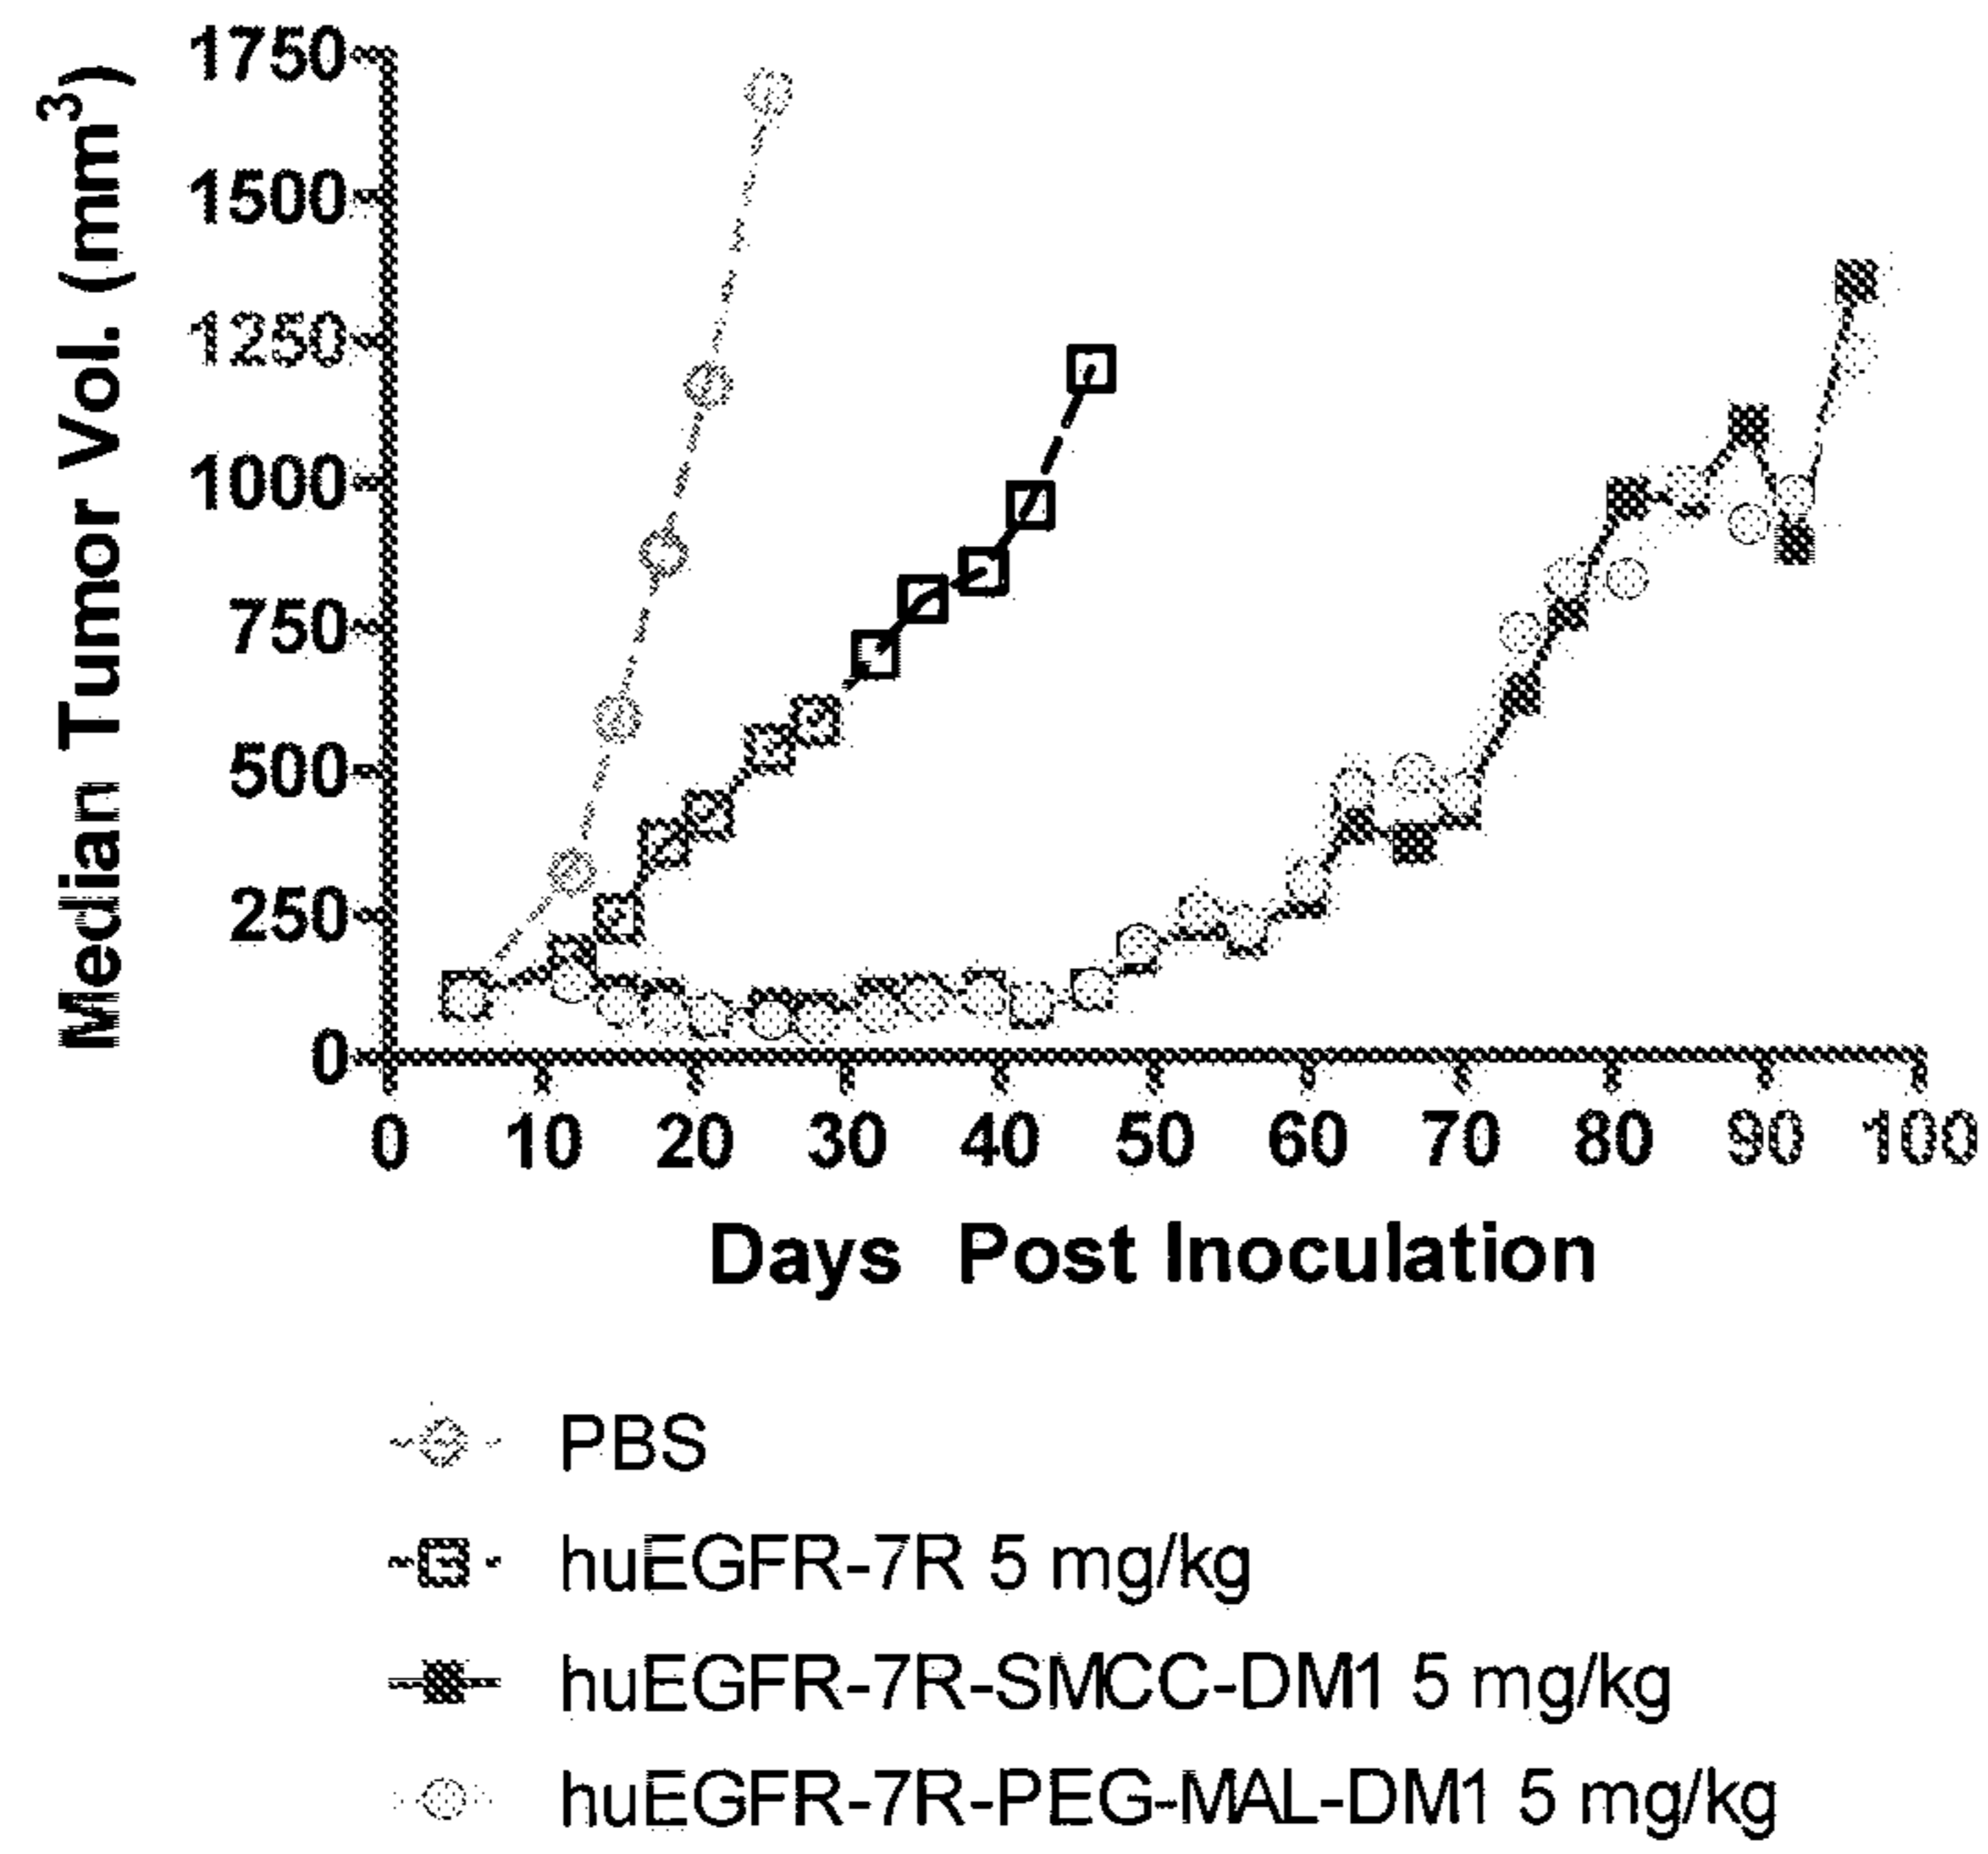 Median Tumor Vol. (mm³)
1750
1500
1250
1000
750
500
250
0
0 10 20 30 40 50 60 70 80 90 100
Days Post Inoculation
PBS
huEGFR-7R 5 mg/kg
huEGFR-7R-SMCC-DM1 5 mg/kg
huEGFR-7R-PEG-MAL-DM1 5 mg/kg